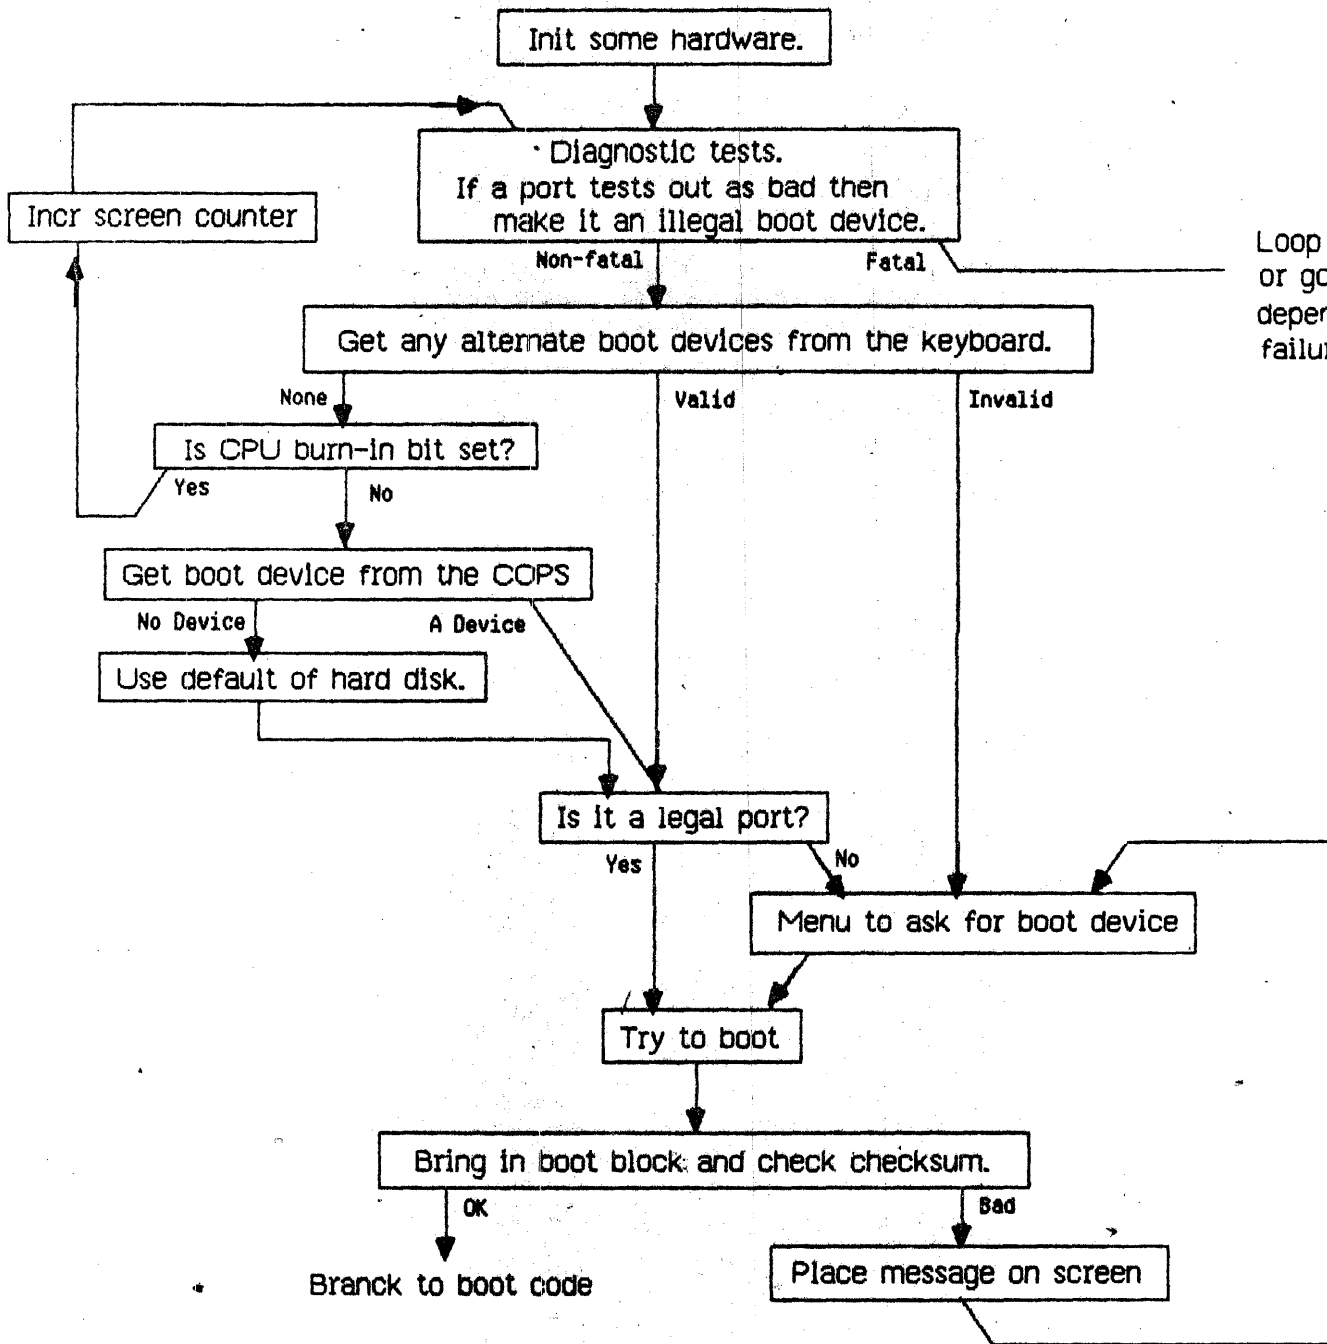 Init some hardware.
Diagnostic tests.
If a port tests out as bad then
make it an illegal boot device.
Incr screen counter
Non-fatal
Fatal
Loop
or
failur
Get any alternate boot devices from the keyboard.
None
Valid
Invalid
Is CPU burn-in bit set?
Yes
No
Get boot device from the COPS
No Device
A Device
Use default of hard disk.
Is it a legal port?
Yes
No
Menu to ask for boot device
Try to boot
Bring in boot block and check checksum.
OK
Bad
Branck to boot code
Place message on screen